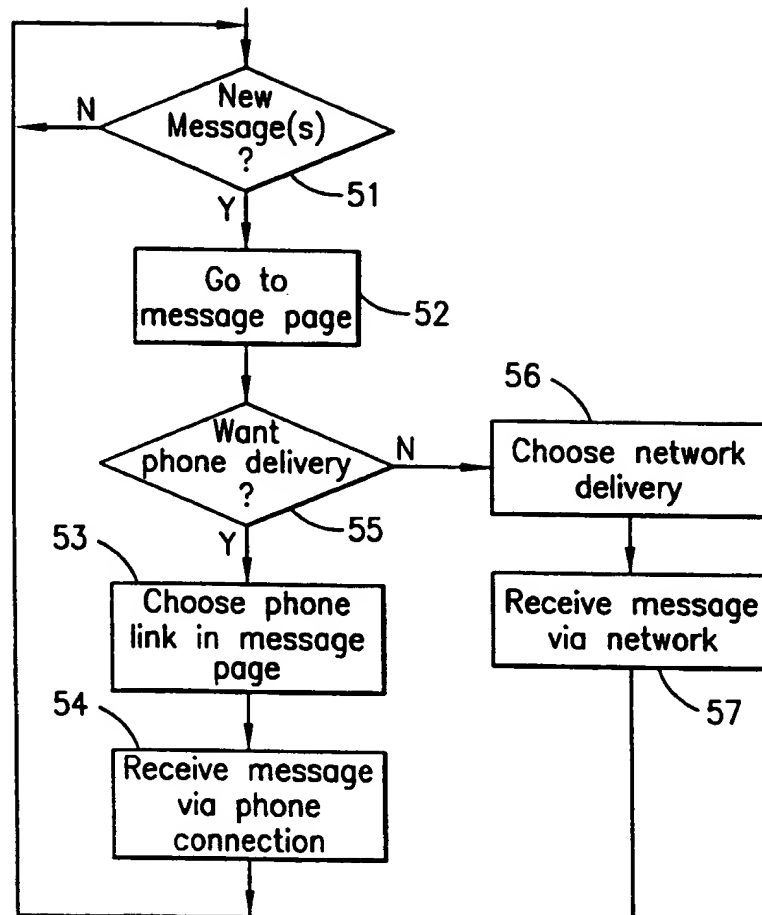 New
Message(s)
?
N
51
Y
Go to
message page
52
Want
phone delivery
?
N
55
Y
56
Choose network
delivery
53
Choose phone
link in message
page
Receive message
via network
57
54
Receive message
via phone
connection